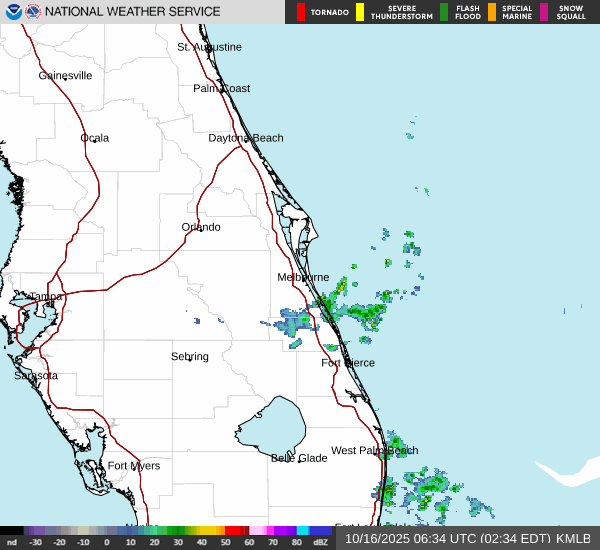 NATIONAL WEATHER SERVICE
TORNADO
SEVERE THUNDERSTORM
FLASH FLOOD
SPECIAL MARINE
SNOW SQUALL
St. Augustine
Gainesville
Palm Coast
Ocala
Daytona Beach
Orlando
Melbourne
Tampa
Sebring
Fort Pierce
Sarasota
West Palm Beach
Belle Glade
Fort Myers
nd -30 -20 -10 0 10 20 30 40 50 60 70 80 dBZ
10/16/2025 06:34 UTC (02:34 EDT) KMLB